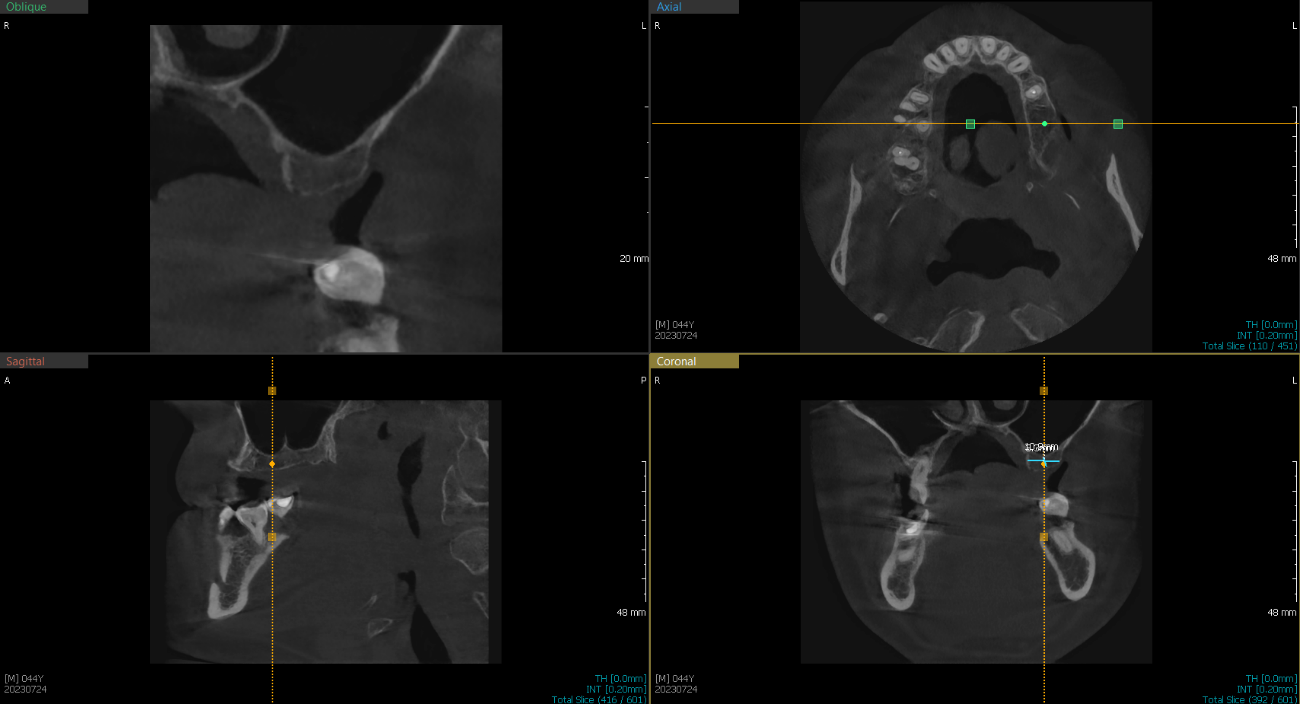 Oblique
R
L
20 mm
Axial
R
L
48 mm
[M] 044Y
20230724
TH [0.0mm]
INT [0.20mm]
Total Slice (110 / 451)
Sagittal
A
P
48 mm
[M] 044Y
20230724
TH [0.0mm]
INT [0.20mm]
Total Slice (416 / 601)
Coronal
R
L
48 mm
[M] 044Y
20230724
TH [0.0mm]
INT [0.20mm]
Total Slice (392 / 601)